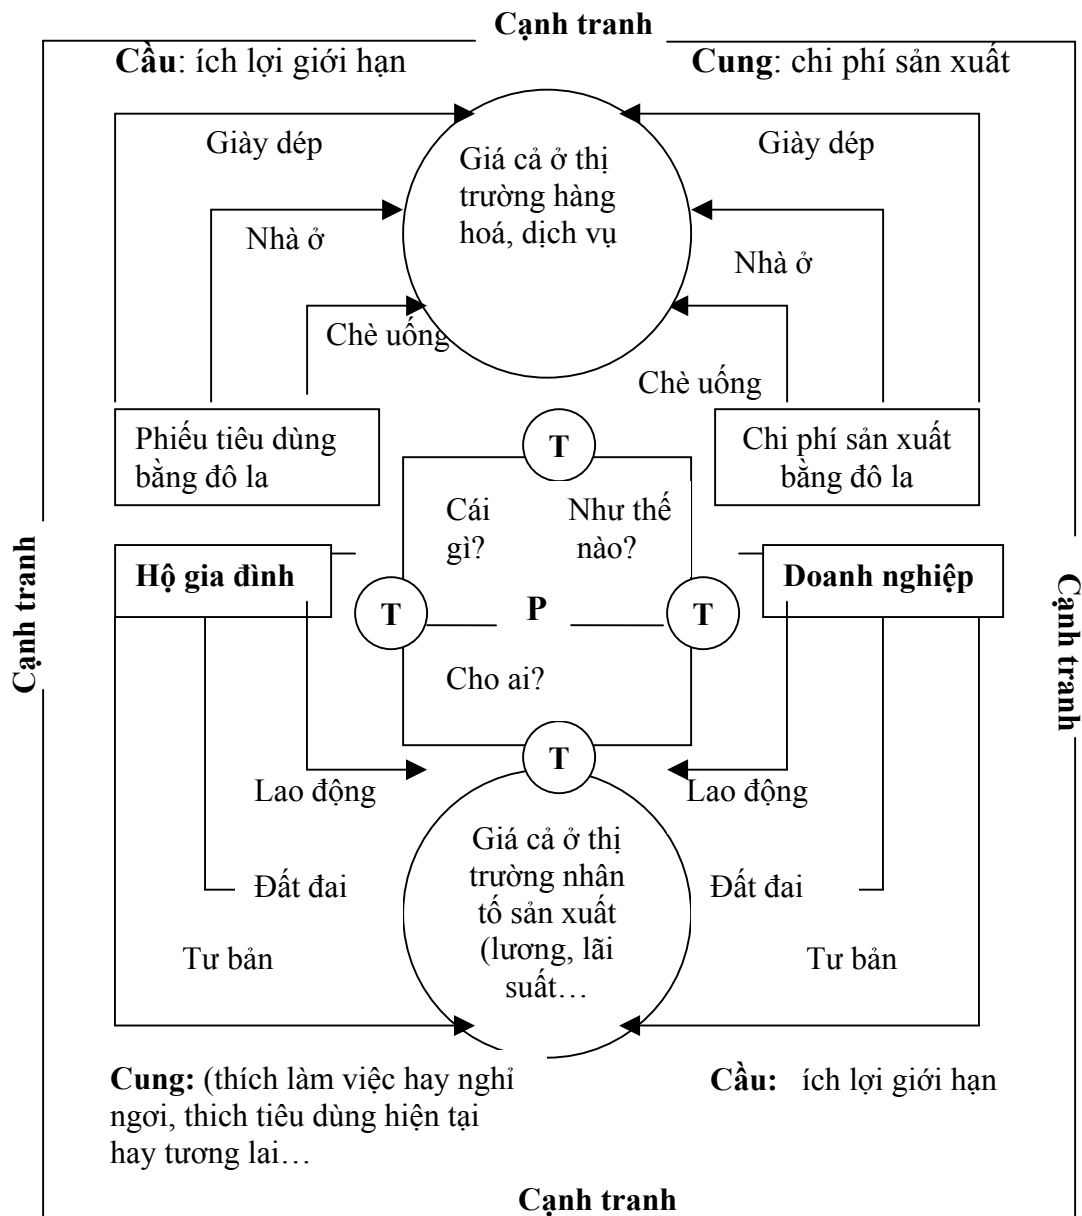 Cạnh tranh
Cầu: ích lợi giới hạn
Cung: chi phí sản xuất
Giày dép
Giày dép
Giá cả ở thị
trường hàng
hoá, dịch vụ
Nhà ở
Nhà ở
Chè uống
Chè uống
Phiếu tiêu dùng
bằng đô la
Chi phí sản xuất
bằng đô la
T
Cái
gì?
Như thế
nào?
Cạnh tranh
Hộ gia đình
Doanh nghiệp
Cạnh tranh
T
P
T
Cho ai?
T
Lao động
Lao động
Giá cả ở thị
trường nhân
tố sản xuất
(lương, lãi
suất…
Đất đai
Đất đai
Tư bản
Tư bản
Cung: (thích làm việc hay nghỉ
ngơi, thich tiêu dùng hiện tại
hay tương lai…
Cầu: ích lợi giới hạn
Cạnh tranh